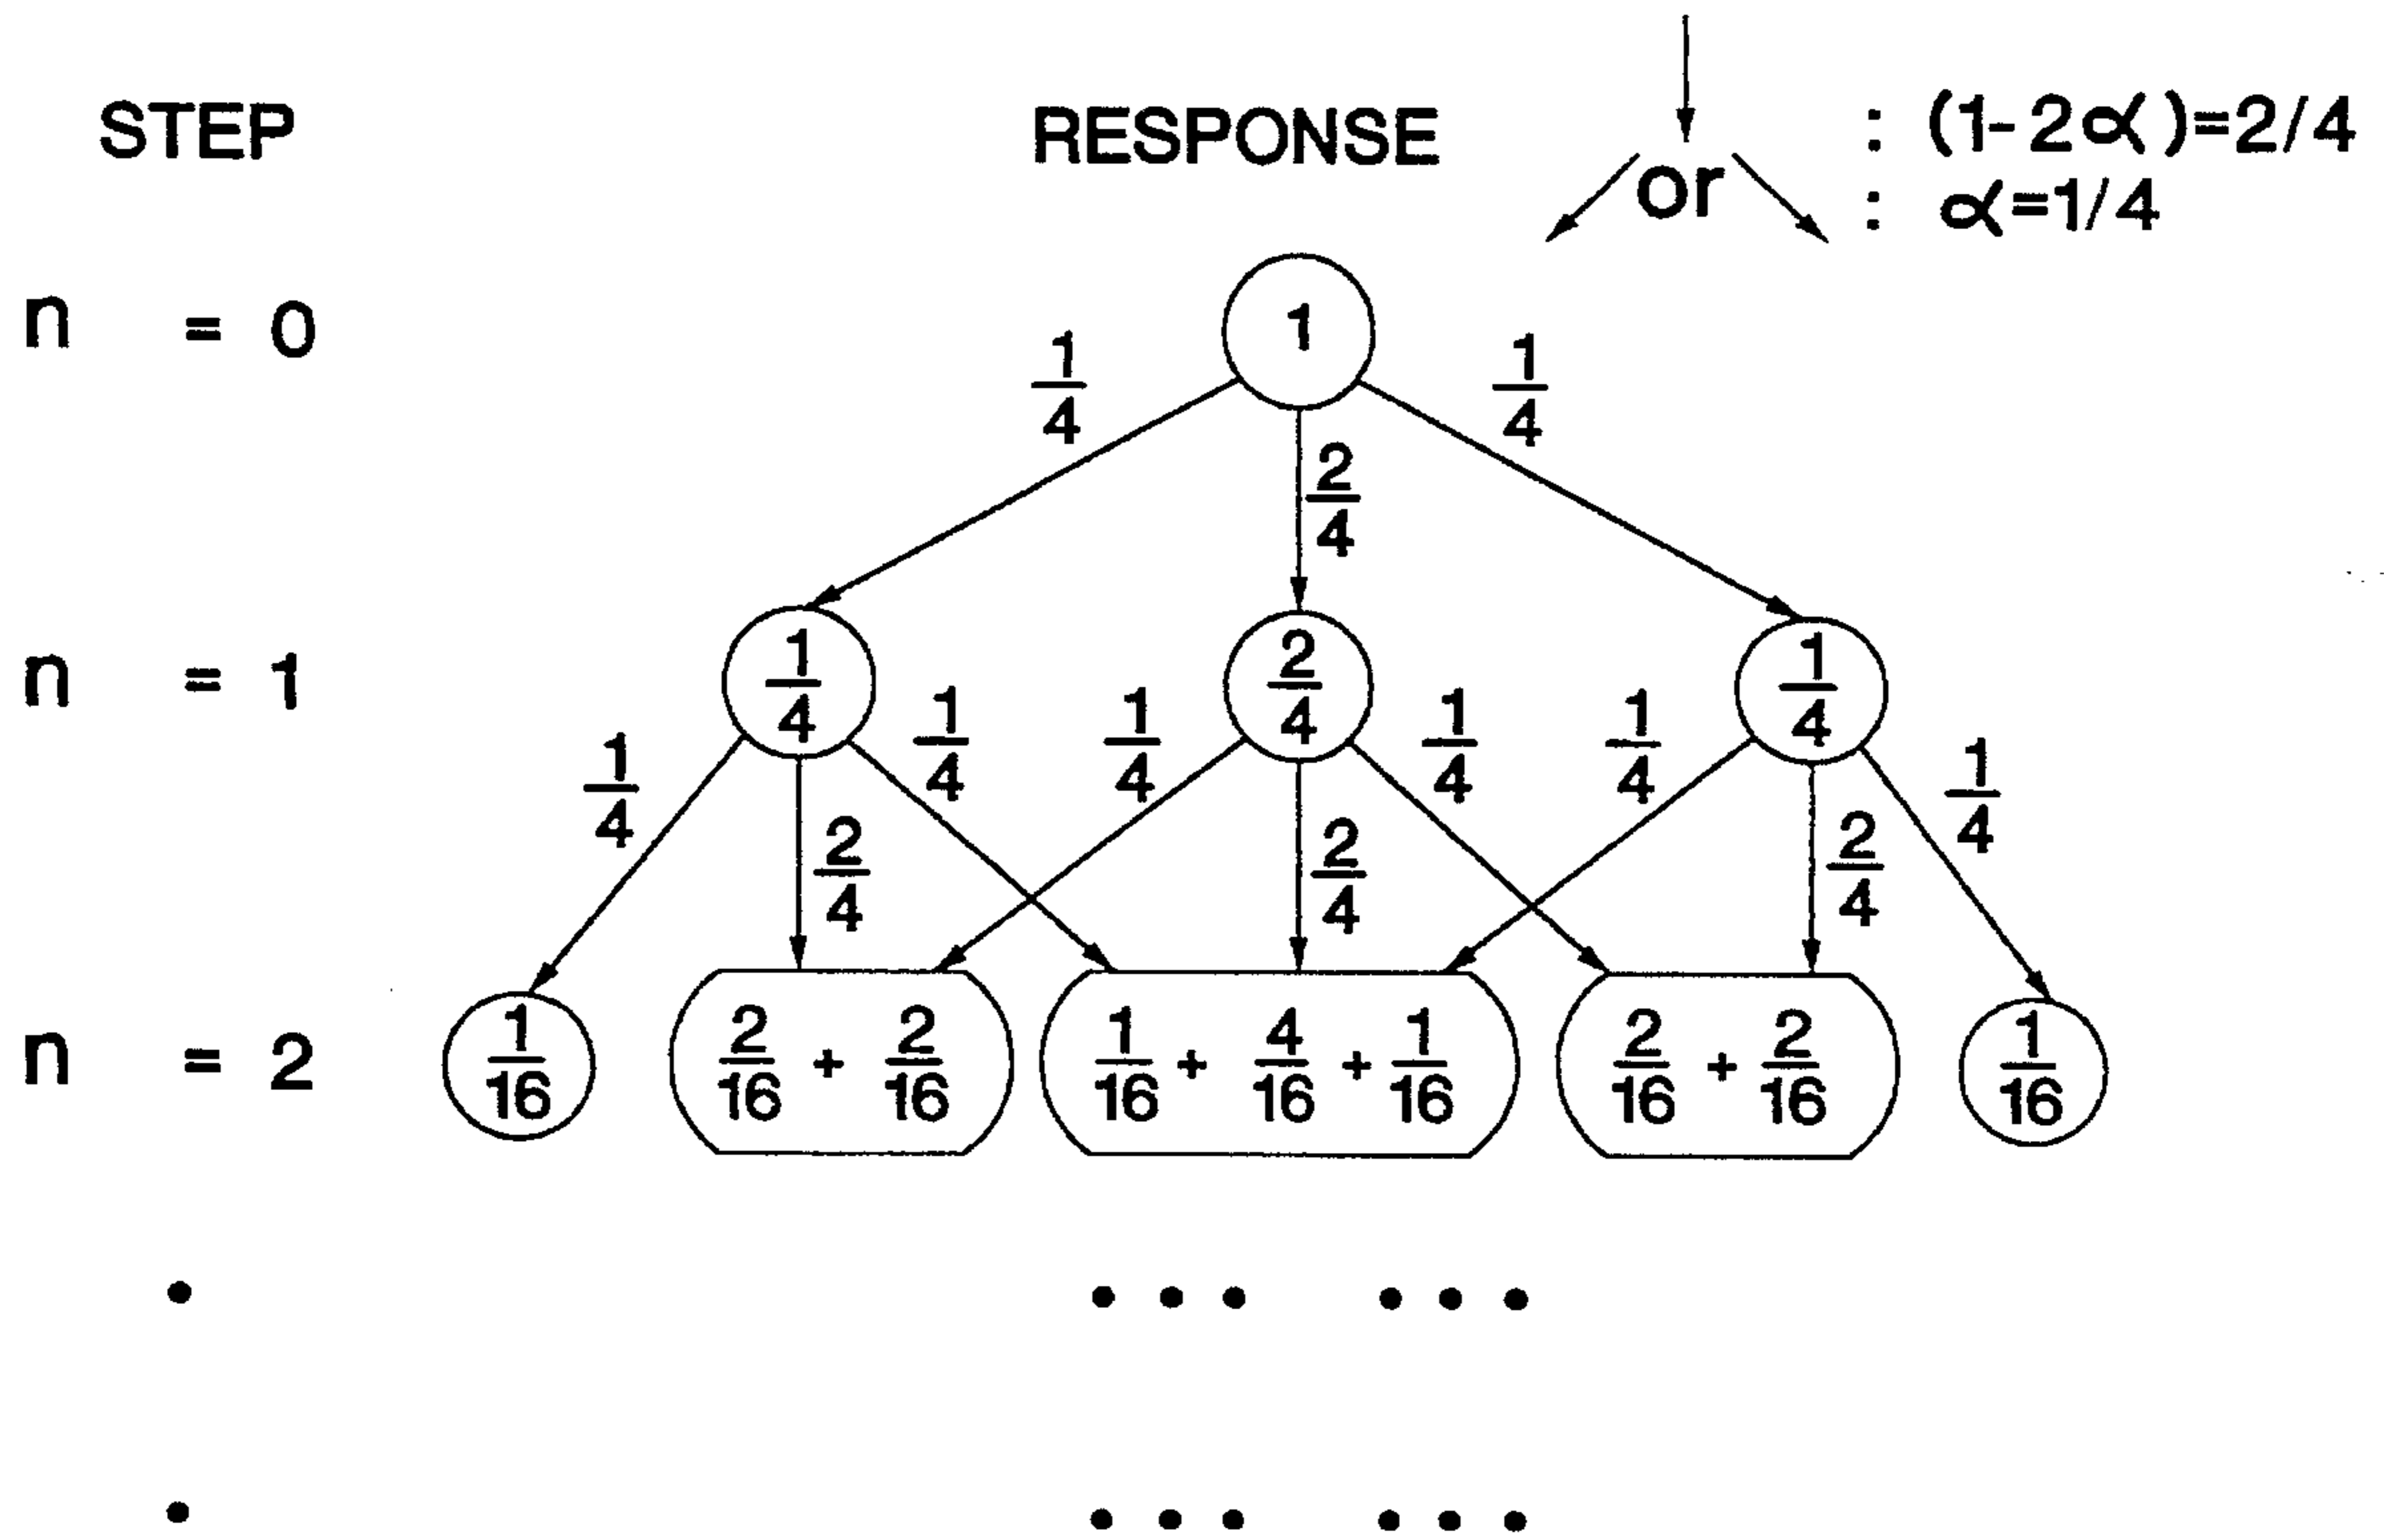 STEP RESPONSE : (1-2α)=2/4
or : α=1/4
n = 0 1
1/4 1/4
2/4
n = 1 1/4 2/4 1/4
1/4 1/4 1/4 1/4 1/4 1/4
2/4 2/4 2/4
n = 2 1/16 2/16 + 2/16 1/16 + 4/16 + 1/16 2/16 + 2/16 1/16
• • • • • • •
• • • • • • •